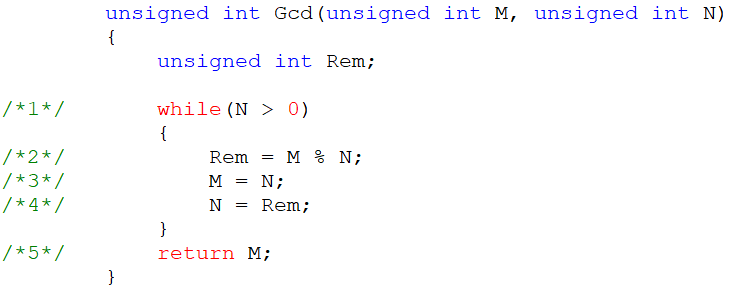 unsigned int Gcd(unsigned int M, unsigned int N)
{
unsigned int Rem;
/*1*/ while(N > 0)
{
/*2*/ Rem = M % N;
/*3*/ M = N;
/*4*/ N = Rem;
}
/*5*/ return M;
}